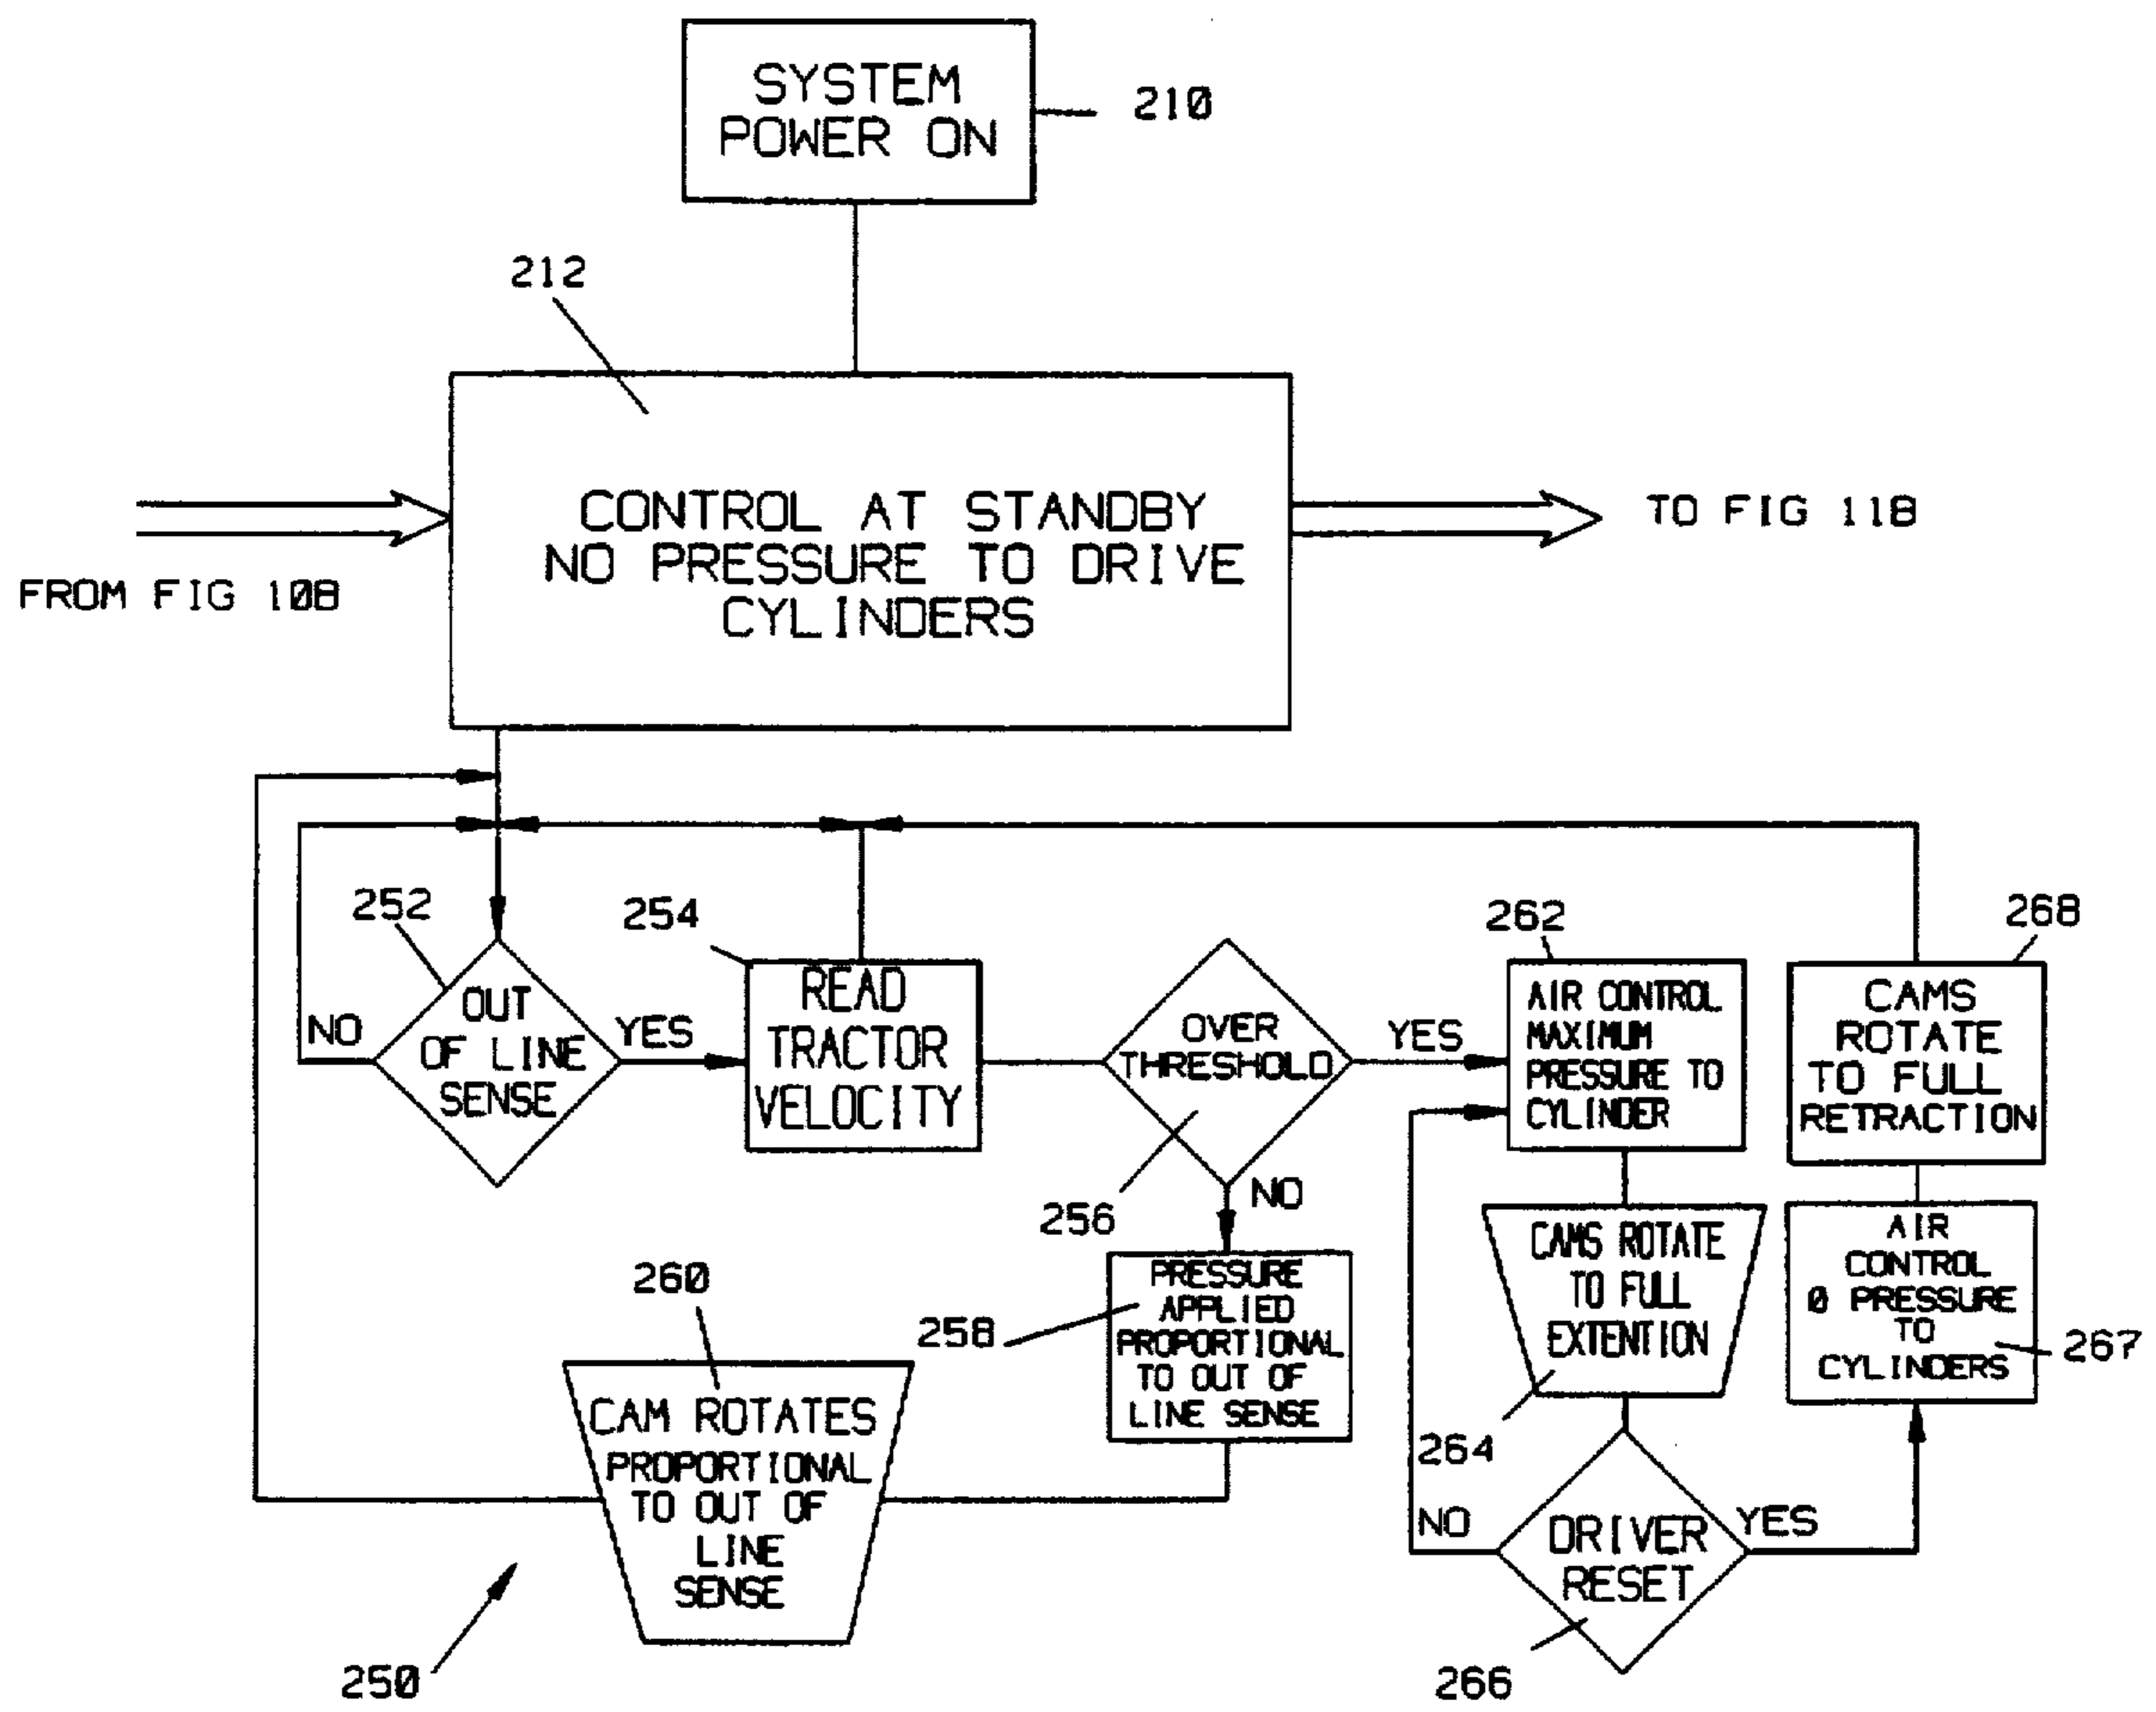 SYSTEM
POWER ON
210
212
CONTROL AT STANDBY
NO PRESSURE TO DRIVE
CYLINDERS
FROM FIG 10B
TO FIG 11B
252
OUT
OF LINE
SENSE
NO
YES
254
READ
TRACTOR
VELOCITY
OVER
THRESHOLD
256
YES
NO
262
AIR CONTROL
MAXIMUM
PRESSURE TO
CYLINDER
268
CAMS
ROTATE
TO FULL
RETRACTION
258
PRESSURE
APPLIED
PROPORTIONAL
TO OUT OF
LINE SENSE
260
CAM ROTATES
PROPORTIONAL
TO OUT OF
LINE
SENSE
CAMS ROTATE
TO FULL
EXTENTION
264
AIR
CONTROL
0 PRESSURE
TO
CYLINDERS
267
NO
DRIVER
RESET
YES
266
250